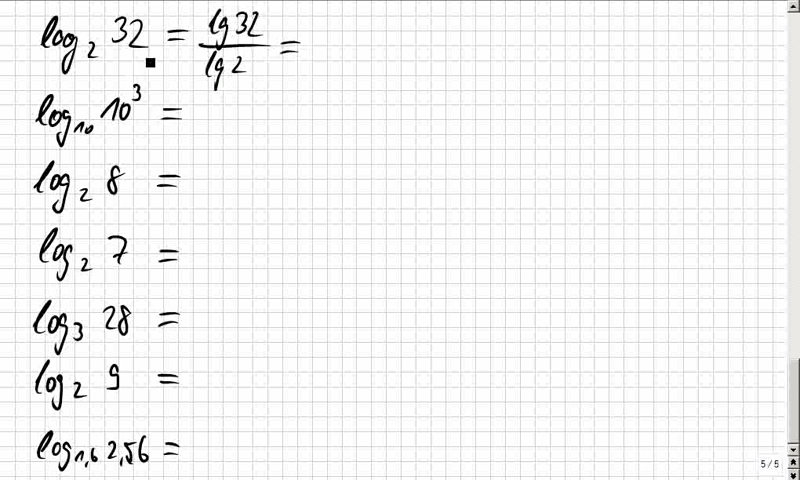 log₂ 32 = lg 32 / lg 2 =
log₁₀ 10³ =
log₂ 8 =
log₂ 7 =
log₃ 28 =
log₂ 9 =
log₁,₆ 2,56 =
5/5